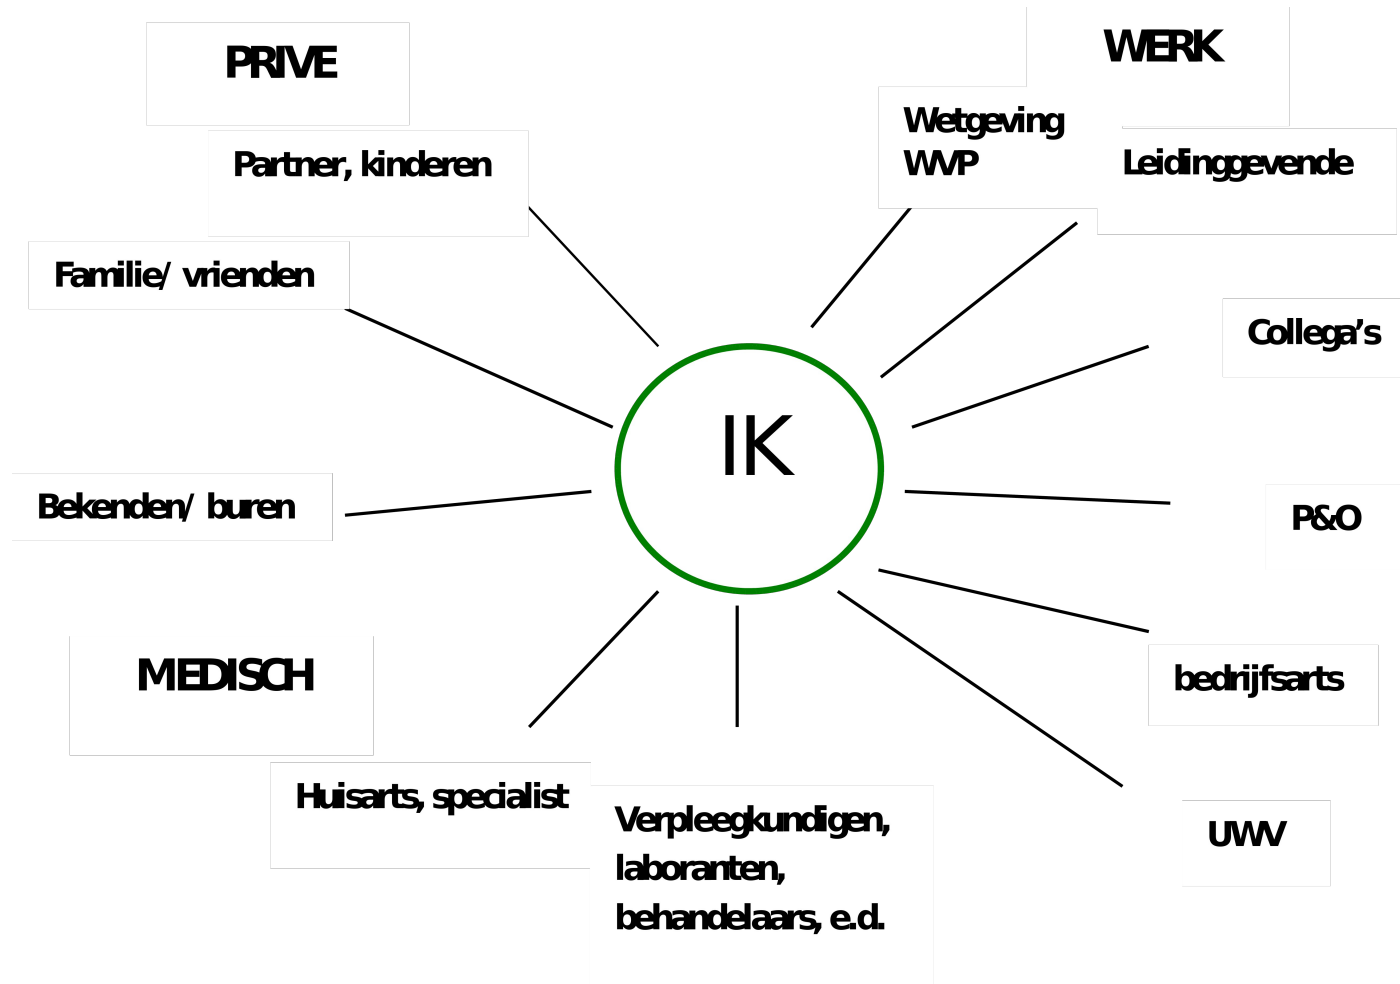 PRIVE
Partner, kinderen
Familie/ vrienden
Bekenden/ buren
WERK
Wetgeving
WVP
Leidinggevende
Collega’s
P&O
bedrijfsarts
UWV
IK
MEDISCH
Huisarts, specialist
Verpleegkundigen,
laboranten,
behandelaars, e.d.